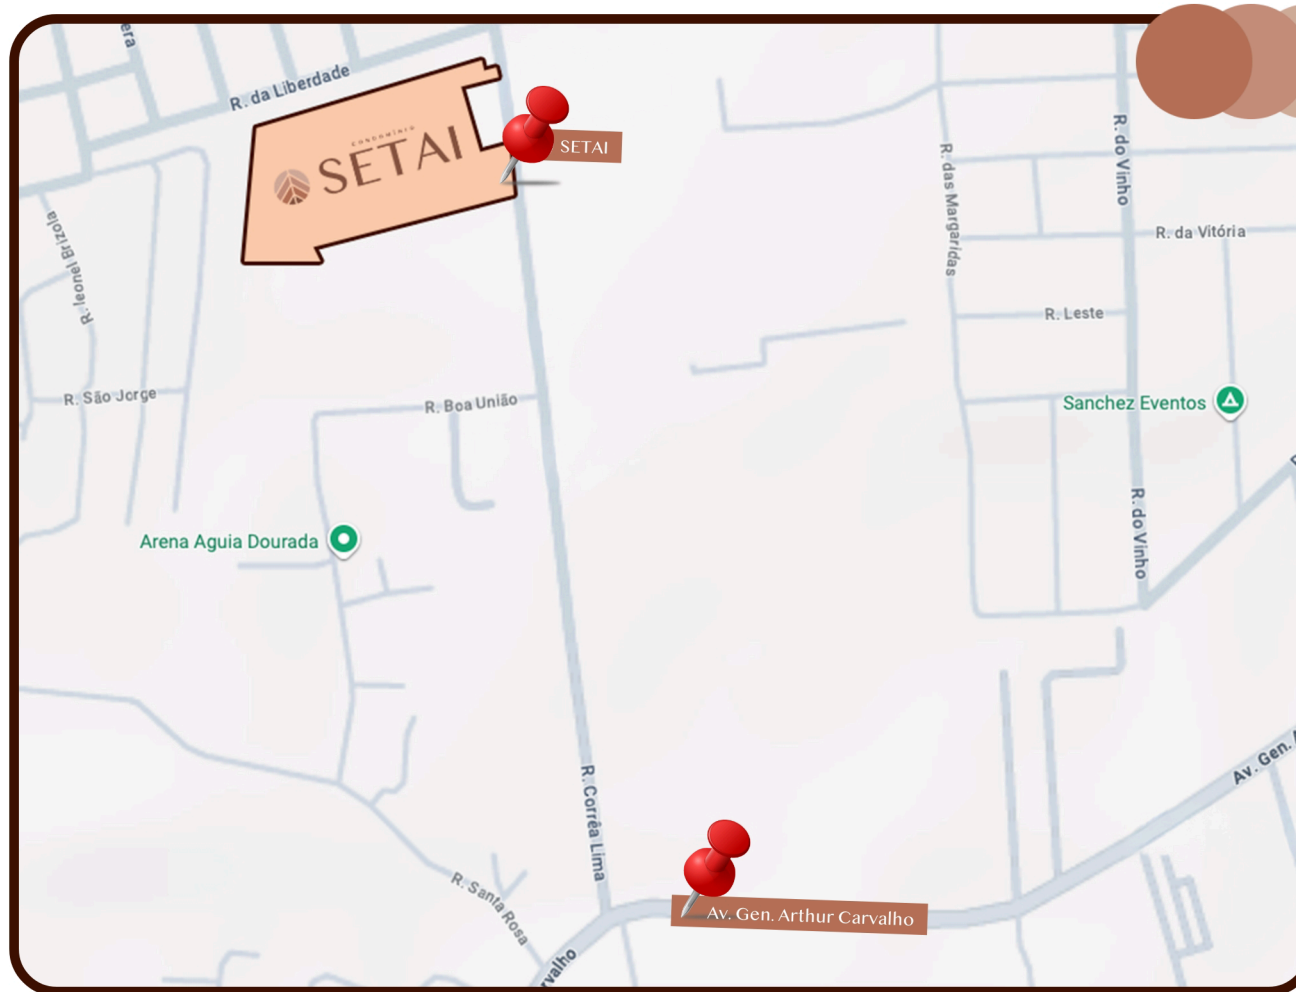 era
R. da Liberdade
CONDOMÍNIO
SETAI
SETAI
R. do Vinho
R. das Margaridas
R. da Vitória
R. leonel Brizola
R. Leste
R. São Jorge
R. Boa União
Sanchez Eventos
R. do Vinho
Arena Aguia Dourada
R. Corrêa Lima
Av. Gen. A
R. Santa Rosa
Av. Gen. Arthur Carvalho
rvalho